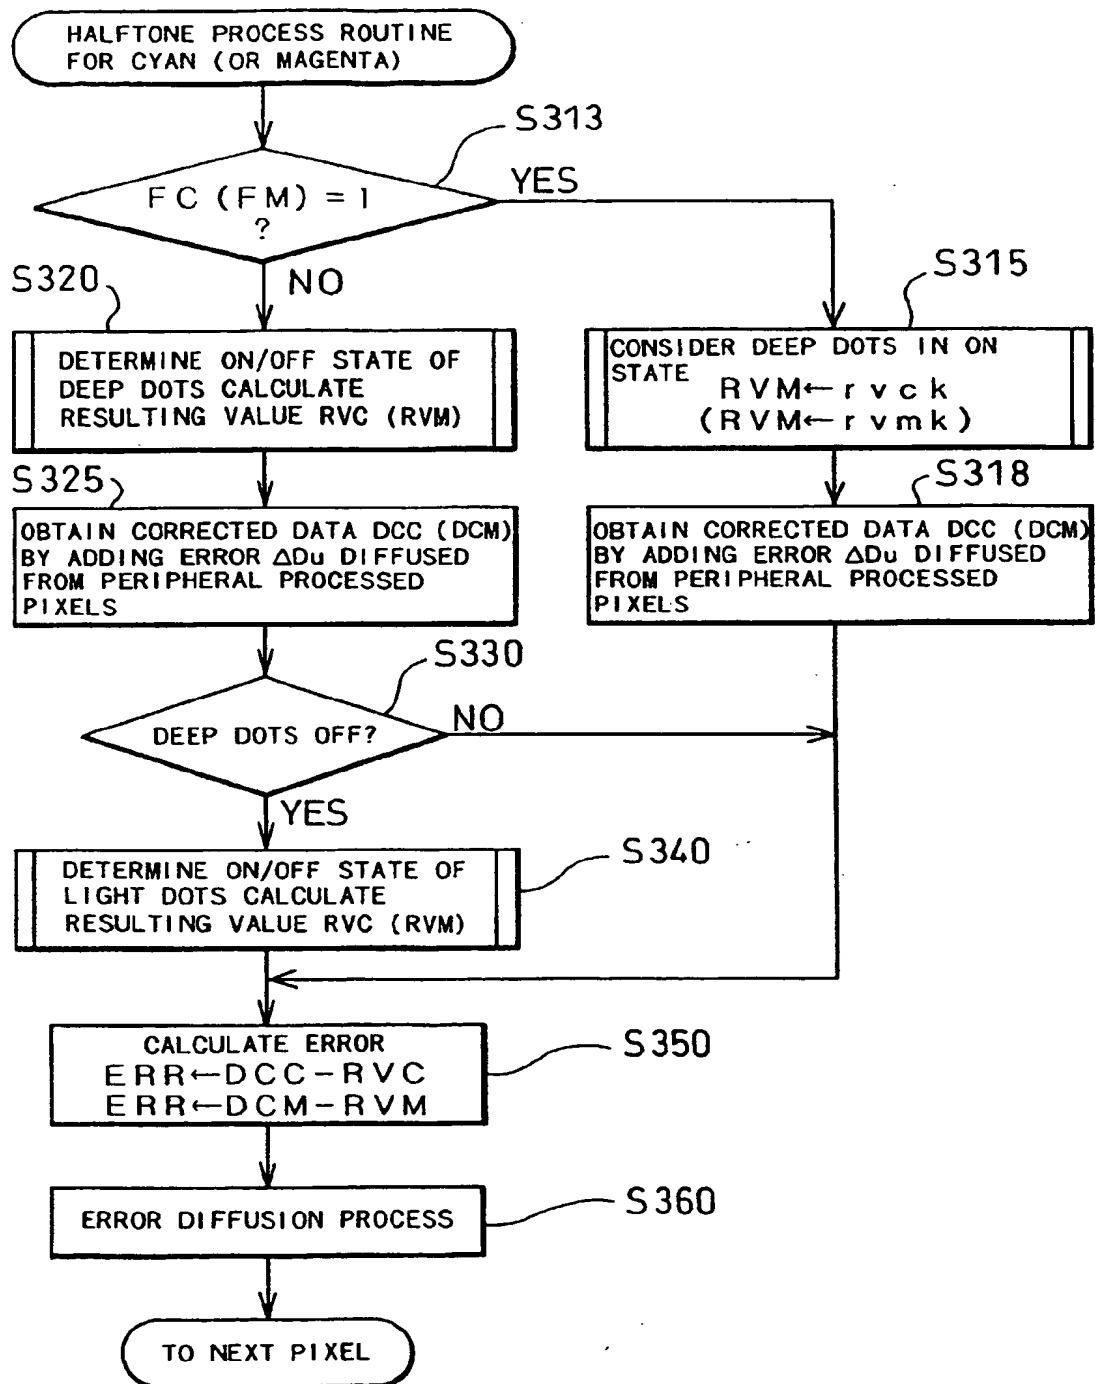 HALFTONE PROCESS ROUTINE
FOR CYAN (OR MAGENTA)
S313
FC (FM) = 1
?
YES
NO
S320
DETERMINE ON/OFF STATE OF
DEEP DOTS CALCULATE
RESULTING VALUE RVC (RVM)
S315
CONSIDER DEEP DOTS IN ON
STATE
RVM←rvck
(RVM←rvmk)
S325
OBTAIN CORRECTED DATA DCC (DCM)
BY ADDING ERROR ΔDu DIFFUSED
FROM PERIPHERAL PROCESSED
PIXELS
S318
OBTAIN CORRECTED DATA DCC (DCM)
BY ADDING ERROR ΔDu DIFFUSED
FROM PERIPHERAL PROCESSED
PIXELS
S330
DEEP DOTS OFF?
NO
YES
S340
DETERMINE ON/OFF STATE OF
LIGHT DOTS CALCULATE
RESULTING VALUE RVC (RVM)
S350
CALCULATE ERROR
ERR←DCC-RVC
ERR←DCM-RVM
S360
ERROR DIFFUSION PROCESS
TO NEXT PIXEL